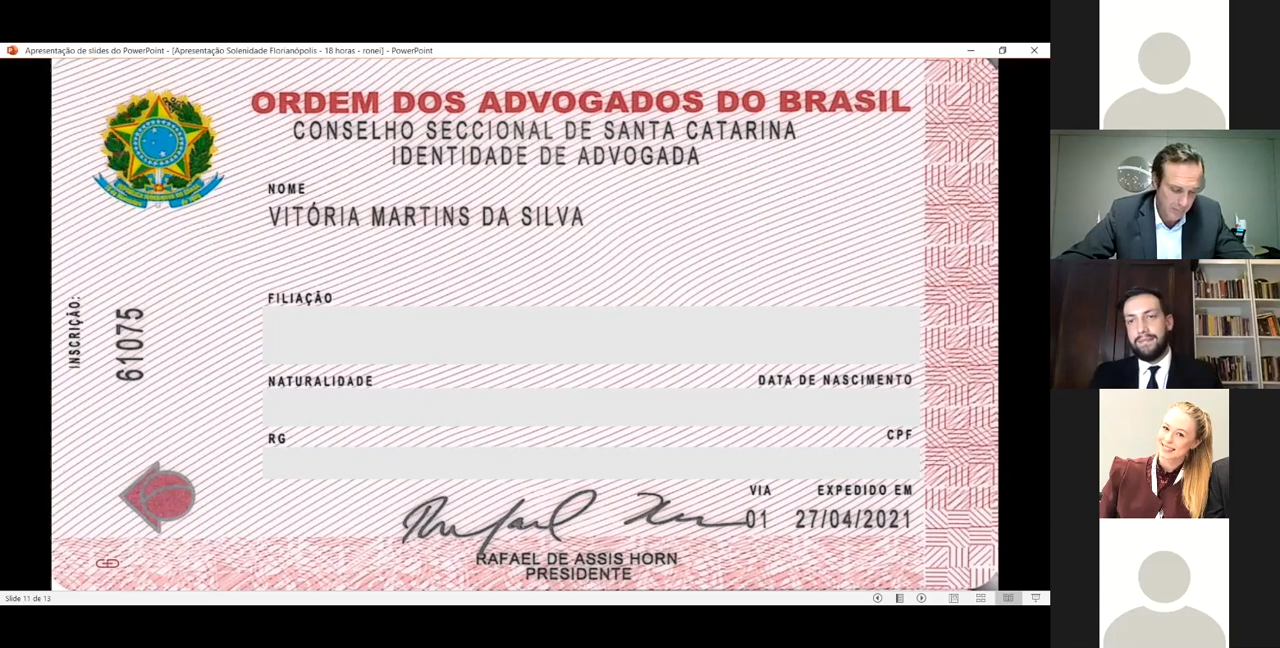 Apresentação de slides do PowerPoint - [Apresentação Solenidade Florianópolis - 18 horas - ronei] - PowerPoint
ORDEM DOS ADVOGADOS DO BRASIL
CONSELHO SECCIONAL DE SANTA CATARINA
IDENTIDADE DE ADVOGADA
NOME
VITÓRIA MARTINS DA SILVA
INSCRIÇÃO:
61075
FILIAÇÃO
NATURALIDADE
DATA DE NASCIMENTO
RG
CPF
VIA
EXPEDIDO EM
01
27/04/2021
RAFAEL DE ASSIS HORN
PRESIDENTE
Slide 11 de 13